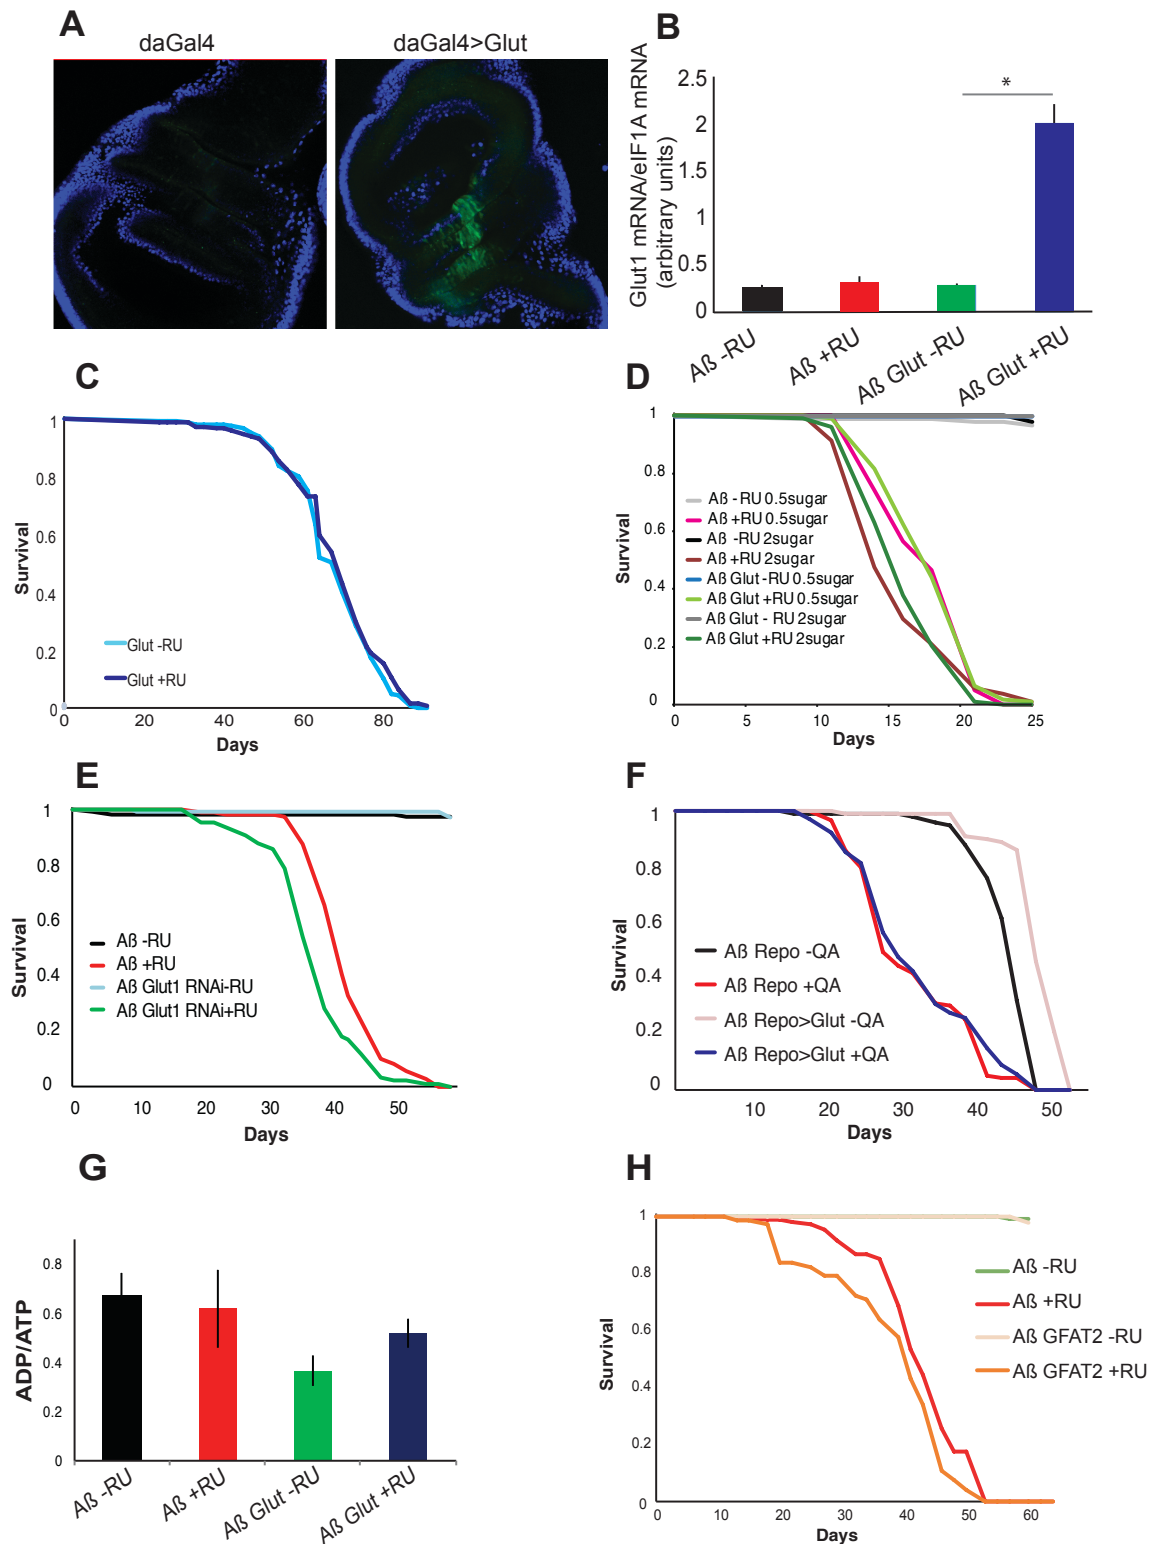 A
daGal4
daGal4>Glut
B
Glut1 mRNA/eIF1A mRNA
(arbitrary units)
2.5
2
1.5
1
0.5
0
*
Aß -RU
Aß +RU
Aß Glut -RU
Aß Glut +RU
C
Survival
1
0.8
0.6
0.4
0.2
0
Glut -RU
Glut +RU
0 20 40 60 80
Days
D
Survival
1
0.8
0.6
0.4
0.2
0
Aß - RU 0.5sugar
Aß +RU 0.5sugar
Aß -RU 2sugar
Aß +RU 2sugar
Aß Glut -RU 0.5sugar
Aß Glut +RU 0.5sugar
Aß Glut - RU 2sugar
Aß Glut +RU 2sugar
0 5 10 15 20 25
Days
E
Survival
1
0.8
0.6
0.4
0.2
0
Aß -RU
Aß +RU
Aß Glut1 RNAi-RU
Aß Glut1 RNAi+RU
0 10 20 30 40 50
Days
F
Survival
1
0.8
0.6
0.4
0.2
0
Aß Repo -QA
Aß Repo +QA
Aß Repo>Glut -QA
Aß Repo>Glut +QA
10 20 30 40 50
Days
G
ADP/ATP
0.8
0.6
0.4
0.2
0
Aß -RU
Aß +RU
Aß Glut -RU
Aß Glut +RU
H
Survival
1
0.8
0.6
0.4
0.2
0
Aß -RU
Aß +RU
Aß GFAT2 -RU
Aß GFAT2 +RU
0 10 20 30 40 50 60
Days